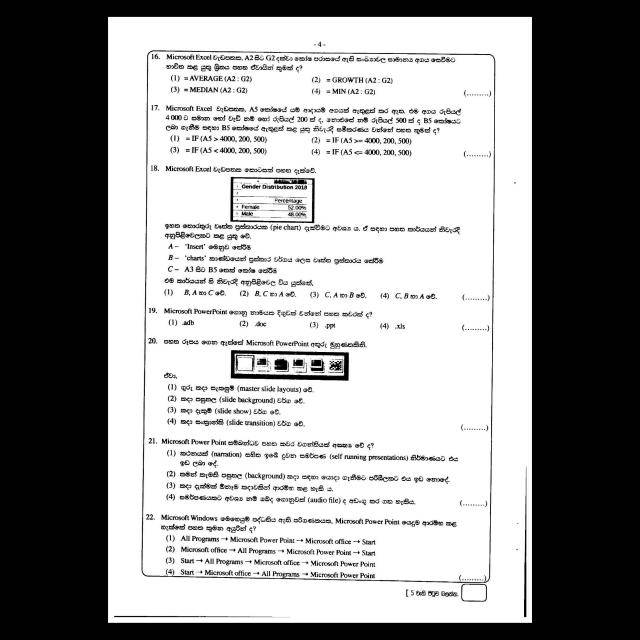 - 4 -
16. Microsoft Excel වැඩපතක, A2 සිට G2 දක්වා කෝෂ පරාසයේ ඇති සංඛ්‍යාවල සාමාන්‍ය අගය සෙවීමට
භාවිත කළ යුතු ශ්‍රිතය පහත ඒවායින් කුමක් ද?
(1) = AVERAGE (A2 : G2) (2) = GROWTH (A2 : G2)
(3) = MEDIAN (A2 : G2) (4) = MIN (A2 : G2) (.........)
17. Microsoft Excel වැඩපතක, A5 කෝෂයේ යම් ආදායම් අගයක් ඇතුළත් කර ඇත. එම අගය රුපියල්
4 000 ට සමාන හෝ වැඩි නම් හෝ රුපියල් 200 ක් ද, නොඑසේ නම් රුපියල් 500 ක් ද B5 කෝෂයට
ලබා ගැනීම සඳහා B5 කෝෂයේ ඇතුළත් කළ යුතු නිවැරදි සමීකරණය වන්නේ පහත කුමක් ද?
(1) = IF (A5 > 4000, 200, 500) (2) = IF (A5 >= 4000, 200, 500)
(3) = IF (A5 < 4000, 200, 500) (4) = IF (A5 <= 4000, 200, 500) (.........)
18. Microsoft Excel වැඩපතක කොටසක් පහත දැක්වේ.
Gender Distribution 2018
Percentage
Female 52.00%
Male 48.00%
ඉහත තොරතුරු වෘත්ත ප්‍රස්තාරයක (pie chart) දැක්වීමට අවශ්‍ය ය. ඒ සඳහා පහත කාර්යයන් නිවැරදි
අනුපිළිවෙලකට කළ යුතු වේ.
A – 'Insert' මෙනුව තේරීම
B – 'charts' කාණ්ඩයෙන් ප්‍රස්තාර වර්ගය ලෙස වෘත්ත ප්‍රස්තාරය තේරීම
C – A3 සිට B5 තෙක් කෝෂ තේරීම
එම කාර්යයන් හි නිවැරදි අනුපිළිවෙල විය යුත්තේ,
(1) B, A හා C වේ. (2) B, C හා A වේ. (3) C, A හා B වේ. (4) C, B හා A වේ. (.........)
19. Microsoft PowerPoint ගොනු නාමයක දිගුවක් වන්නේ පහත කවරක් ද?
(1) .adb (2) .doc (3) .ppt (4) .xls (.........)
20. පහත රූපය ගෙන ඇත්තේ Microsoft PowerPoint අතුරු මුහුණතකිනි.
ඒවා,
(1) ගුරු කදා සැකසුම් (master slide layouts) වේ.
(2) කදා පසුතල (slide background) වර්ග වේ.
(3) කදා දැකුම් (slide show) වර්ග වේ.
(4) කදා සංක්‍රාන්ති (slide transition) වර්ග වේ. (.........)
21. Microsoft Power Point සම්බන්ධව පහත කවර වගන්තියක් අසත්‍ය වේ ද?
(1) කථනයක් (narration) සහිත ඉබේ දුවන සමර්පණ (self running presentations) නිර්මාණයට එය
ඉඩ ලබා දේ.
(2) තමන් කැමති පසුතල (background) කදා සඳහා යොදා ගැනීමට පරිශීලකට එය ඉඩ නොදේ.
(3) කදා දැක්මක් ඕනෑම කදාවකින් ආරම්භ කළ හැකි ය.
(4) සමර්පණයකට අවශ්‍ය නම් ශ්‍රව්‍ය ගොනුවක් (audio file) ද අවංගු කර ගත හැකිය. (.........)
22. Microsoft Windows මෙහෙයුම් පද්ධතිය ඇති පරිගණකයක, Microsoft Power Point යෙදුම ආරම්භ කළ
හැක්කේ පහත කුමන අයුරින් ද?
(1) All Programs → Microsoft Power Point → Microsoft office → Start
(2) Microsoft office → All Programs → Microsoft Power Point → Start
(3) Start → All Programs → Microsoft office → Microsoft Power Point
(4) Start → Microsoft office → All Programs → Microsoft Power Point (.........)
[ 5 වැනි පිටුව බලන්න.